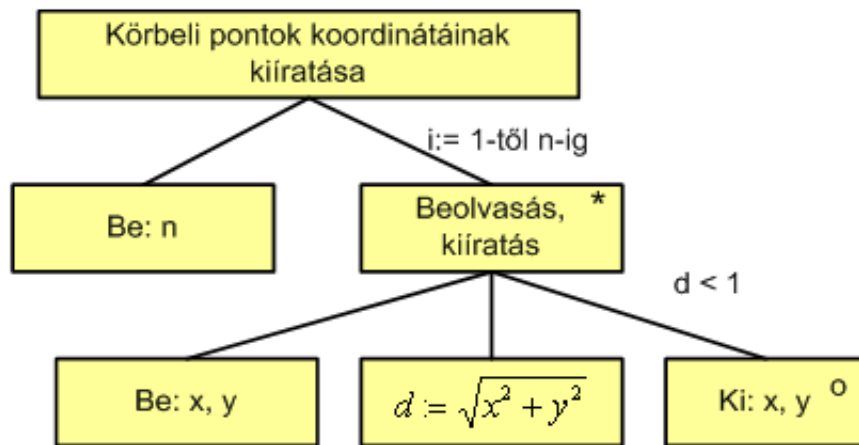 Körbeli pontok koordinátáinak
kiíratása
i:= 1-től n-ig
Be: n
Beolvasás, *
kiíratás
d < 1
Be: x, y
d := √(x² + y²)
Ki: x, y o